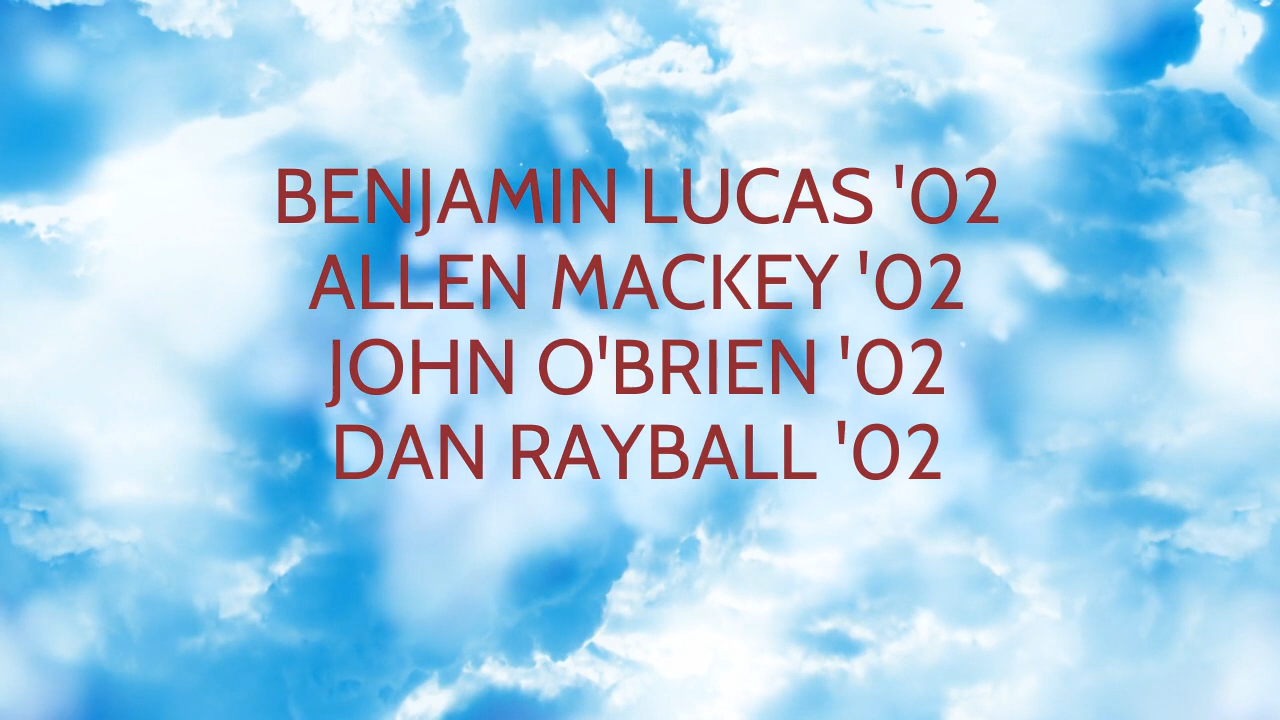 BENJAMIN LUCAS '02
ALLEN MACKEY '02
JOHN O'BRIEN '02
DAN RAYBALL '02